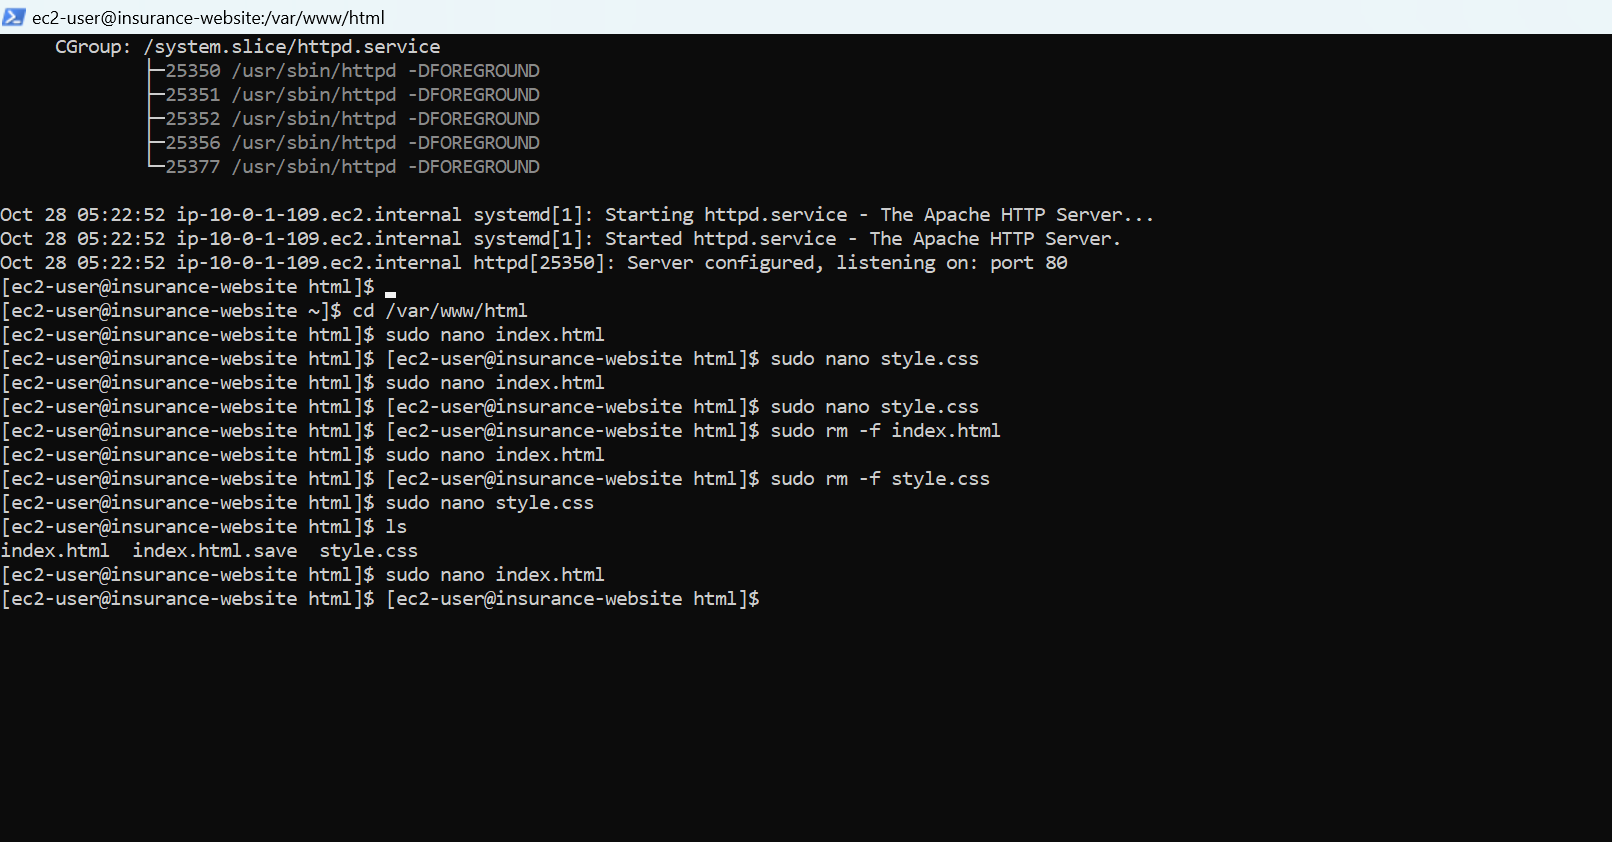 ec2-user@insurance-website:/var/www/html
CGroup: /system.slice/httpd.service
├─25350 /usr/sbin/httpd -DFOREGROUND
├─25351 /usr/sbin/httpd -DFOREGROUND
├─25352 /usr/sbin/httpd -DFOREGROUND
├─25356 /usr/sbin/httpd -DFOREGROUND
└─25377 /usr/sbin/httpd -DFOREGROUND
Oct 28 05:22:52 ip-10-0-1-109.ec2.internal systemd[1]: Starting httpd.service - The Apache HTTP Server...
Oct 28 05:22:52 ip-10-0-1-109.ec2.internal systemd[1]: Started httpd.service - The Apache HTTP Server.
Oct 28 05:22:52 ip-10-0-1-109.ec2.internal httpd[25350]: Server configured, listening on: port 80
[ec2-user@insurance-website html]$
[ec2-user@insurance-website ~]$ cd /var/www/html
[ec2-user@insurance-website html]$ sudo nano index.html
[ec2-user@insurance-website html]$ [ec2-user@insurance-website html]$ sudo nano style.css
[ec2-user@insurance-website html]$ sudo nano index.html
[ec2-user@insurance-website html]$ [ec2-user@insurance-website html]$ sudo nano style.css
[ec2-user@insurance-website html]$ [ec2-user@insurance-website html]$ sudo rm -f index.html
[ec2-user@insurance-website html]$ sudo nano index.html
[ec2-user@insurance-website html]$ [ec2-user@insurance-website html]$ sudo rm -f style.css
[ec2-user@insurance-website html]$ sudo nano style.css
[ec2-user@insurance-website html]$ ls
index.html  index.html.save  style.css
[ec2-user@insurance-website html]$ sudo nano index.html
[ec2-user@insurance-website html]$ [ec2-user@insurance-website html]$